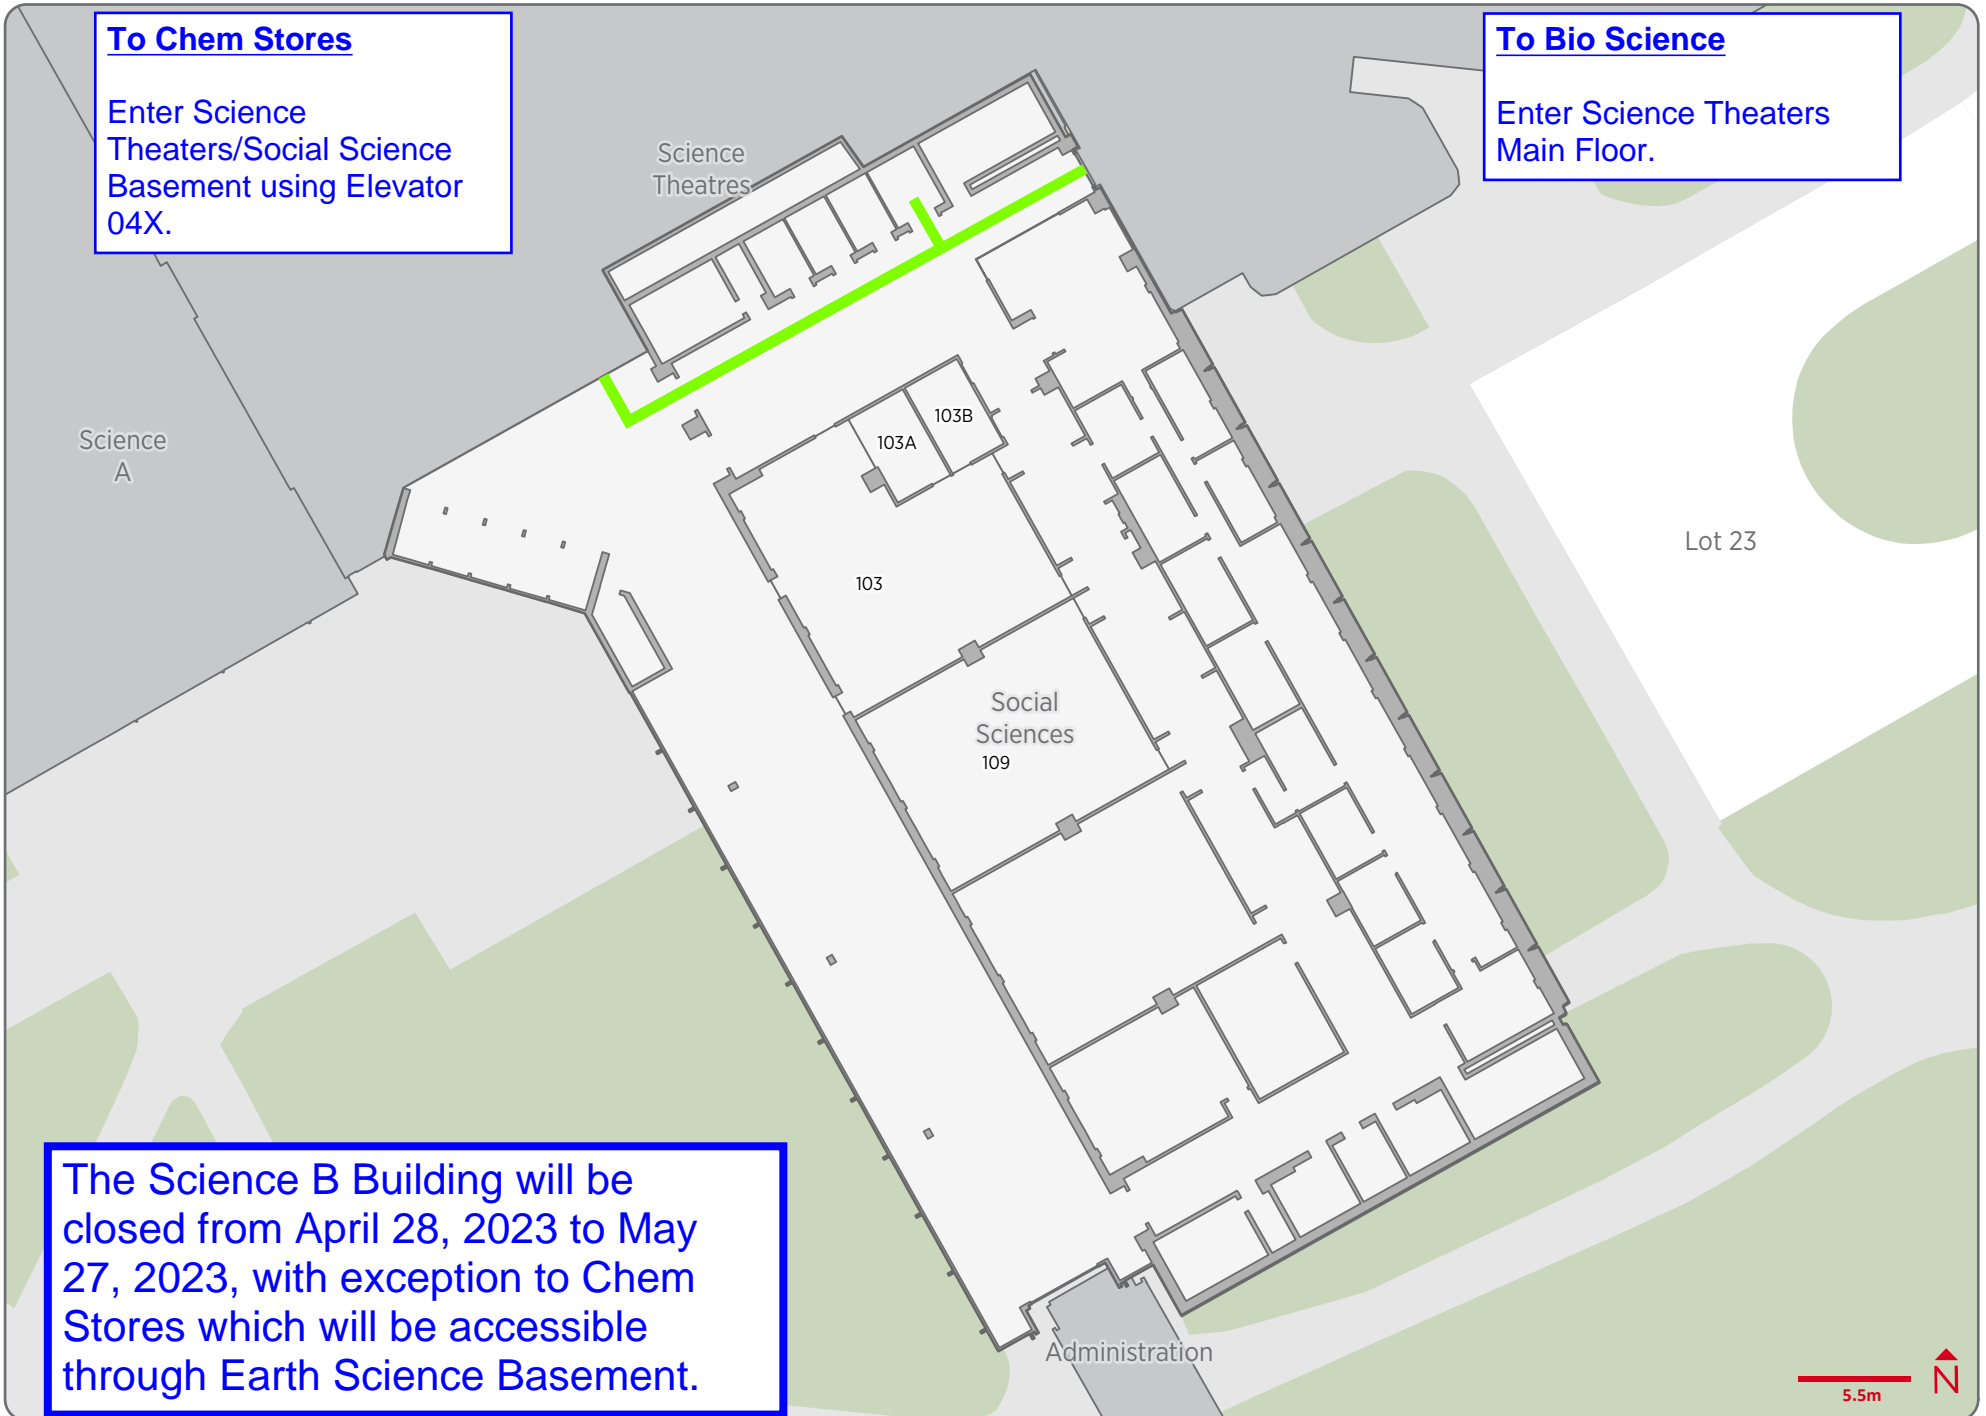 To Chem Stores
Enter Science
Theaters/Social Science
Basement using Elevator
04X.
To Bio Science
Enter Science Theaters
Main Floor.
Science
Theatres
Science
A
103B
103A
103
Lot 23
Social
Sciences
109
The Science B Building will be
closed from April 28, 2023 to May
27, 2023, with exception to Chem
Stores which will be accessible
through Earth Science Basement.
Administration
5.5m
N